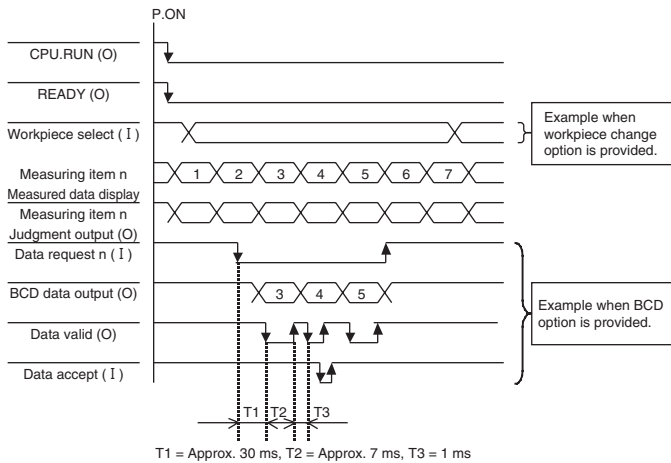 P.ON
CPU.RUN (O)
READY (O)
Workpiece select ( I )
Example when
workpiece change
option is provided.
Measuring item n
Measured data display
1 2 3 4 5 6 7
Measuring item n
Judgment output (O)
Data request n ( I )
BCD data output (O)
3 4 5
Example when BCD
option is provided.
Data valid (O)
Data accept ( I )
T1 T2 T3
T1 = Approx. 30 ms, T2 = Approx. 7 ms, T3 = 1 ms